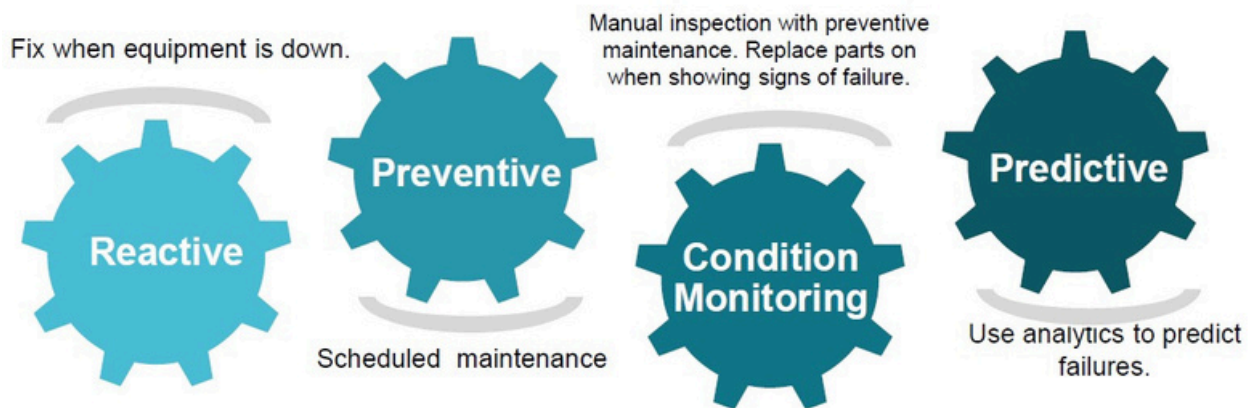 Fix when equipment is down.
Reactive
Preventive
Scheduled maintenance
Manual inspection with preventive
maintenance. Replace parts on
when showing signs of failure.
Condition
Monitoring
Predictive
Use analytics to predict
failures.